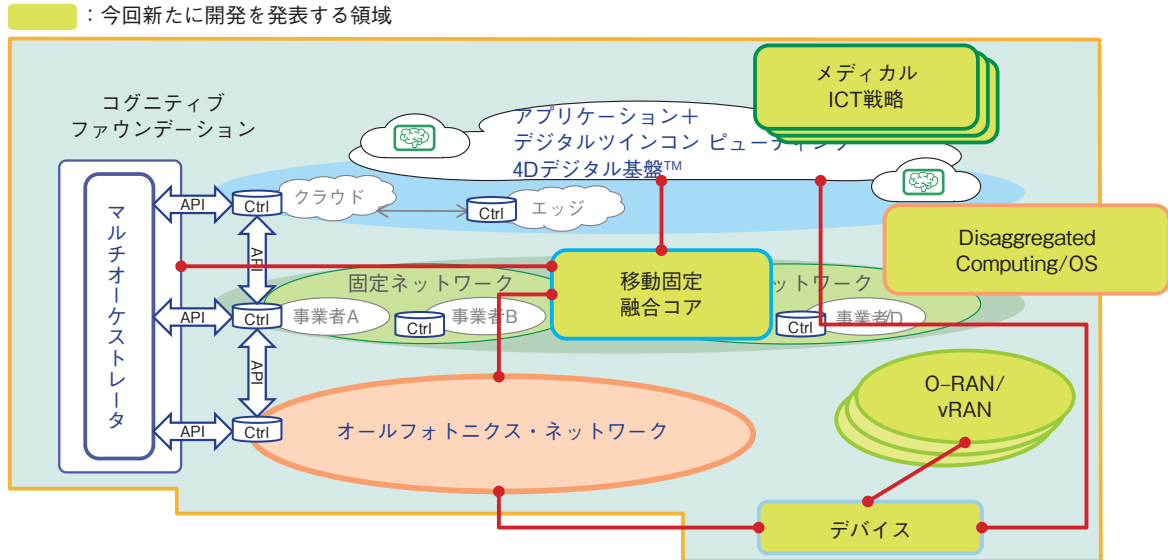 ：今回新たに開発を発表する領域
メディカル
ICT戦略
コグニティブ
ファウンデーション
アプリケーション＋
デジタルツインコン ピューティング
4Dデジタル基盤™
マルチオーケストレータ
API
Ctrl
クラウド
Ctrl
エッジ
Disaggregated
Computing/OS
API
固定ネットワーク
移動固定
融合コア
ットワーク
API
Ctrl
事業者A
Ctrl
事業者B
Ctrl
事業者D
API
O-RAN/
vRAN
API
Ctrl
オールフォトニクス・ネットワーク
デバイス